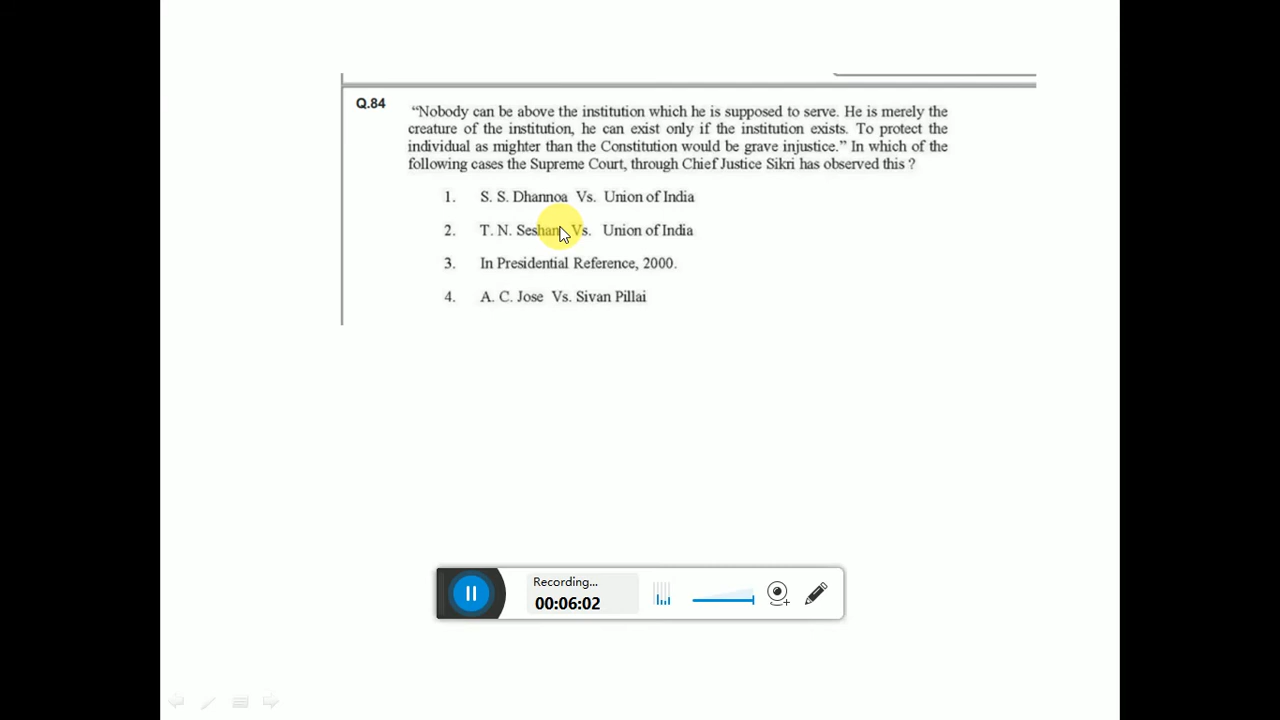 Q.84
“Nobody can be above the institution which he is supposed to serve. He is merely the
creature of the institution, he can exist only if the institution exists. To protect the
individual as mighter than the Constitution would be grave injustice.” In which of the
following cases the Supreme Court, through Chief Justice Sikri has observed this ?
1. S. S. Dhannoa Vs. Union of India
2. T. N. Seshan Vs. Union of India
3. In Presidential Reference, 2000.
4. A. C. Jose Vs. Sivan Pillai
Recording...
00:06:02